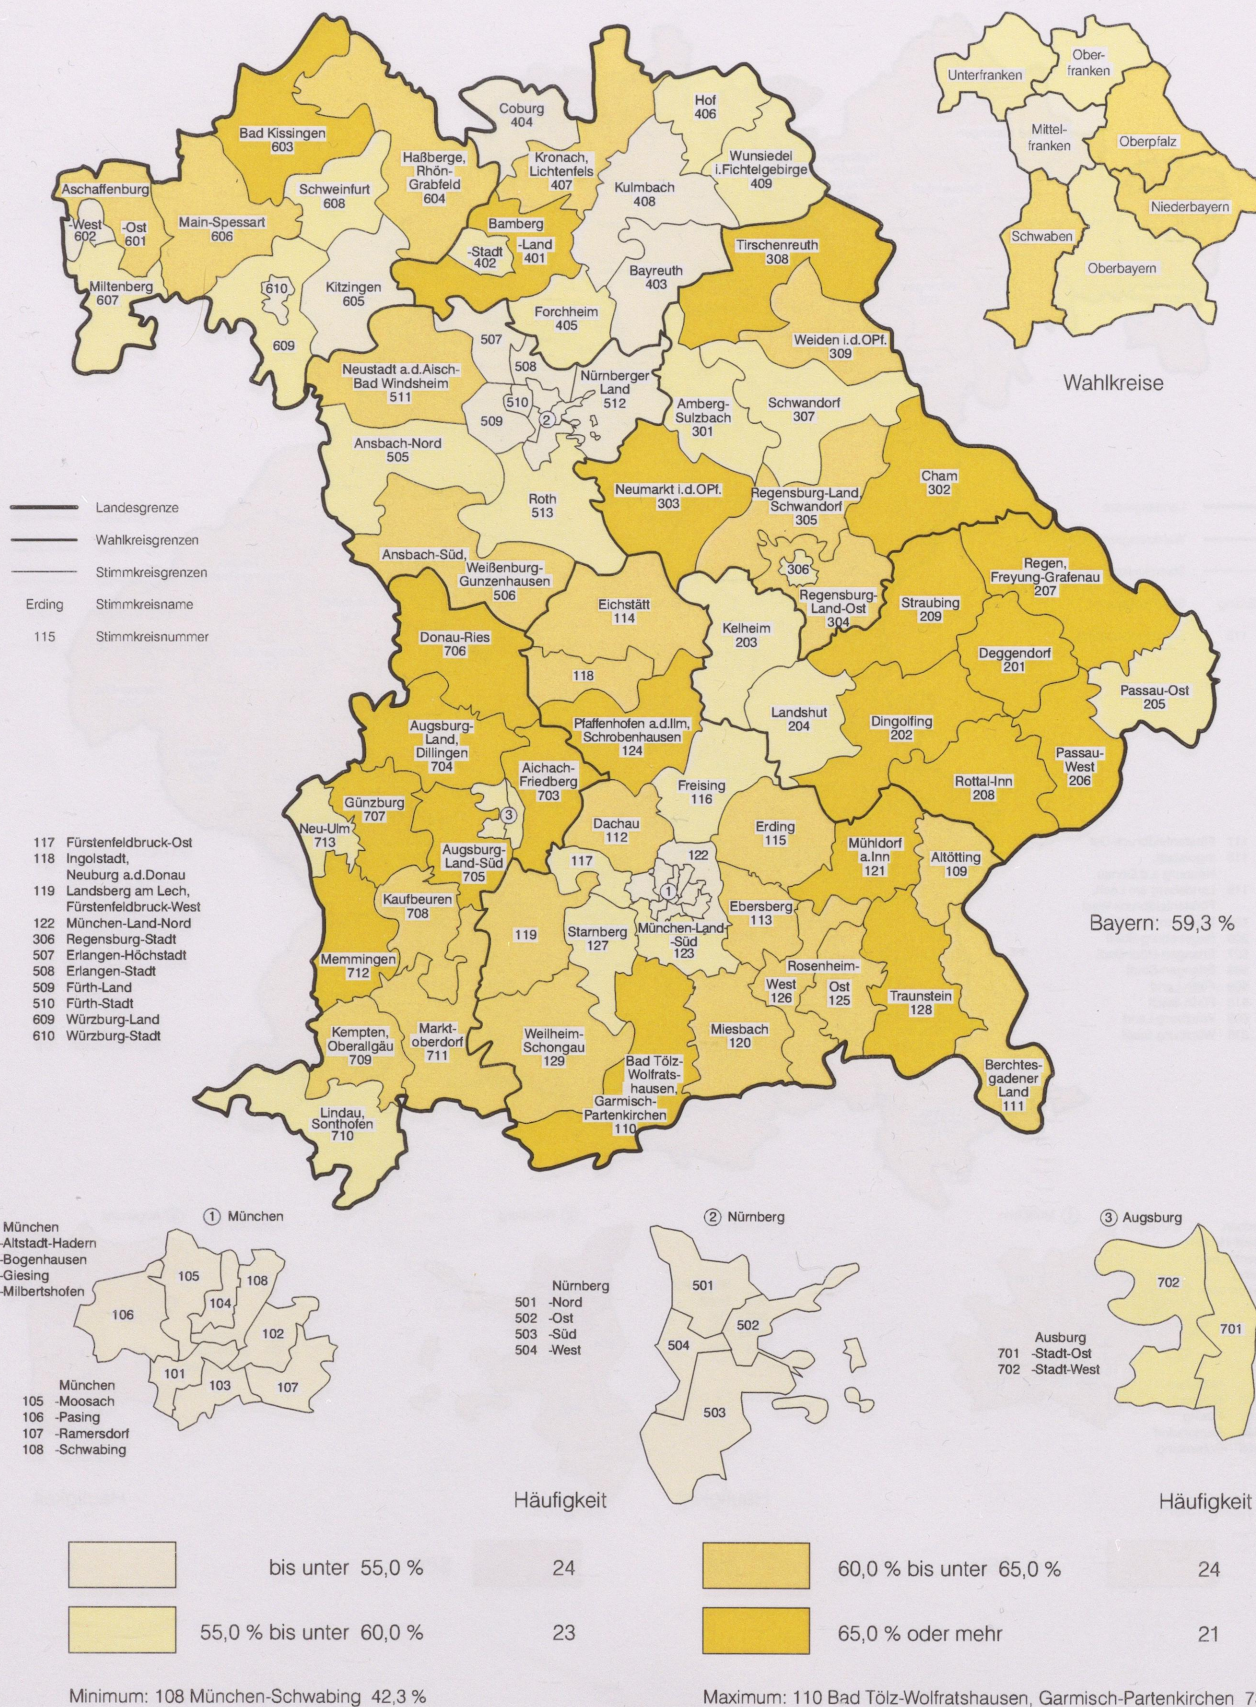 Coburg
404
Hof
406
Bad Kissingen
603
Haßberge,
Rhön-
Grabfeld
604
Kronach,
Lichtenfels
407
Wunsiedel
i.Fichtelgebirge
409
Kulmbach
408
Schweinfurt
608
Aschaffenburg
-West
602
-Ost
601
Main-Spessart
606
Bamberg
-Stadt
402
-Land
401
Bayreuth
403
Tirschenreuth
308
Miltenberg
607
610
Kitzingen
605
Forchheim
405
609
507
508
Weiden i.d.OPf.
309
Neustadt a.d.Aisch-
Bad Windsheim
511
Nürnberger
Land
512
510
509
2
Amberg-
Sulzbach
301
Schwandorf
307
Ansbach-Nord
505
Roth
513
Neumarkt i.d.OPf.
303
Cham
302
Regensburg-Land,
Schwandorf
305
Ansbach-Süd,
Weißenburg-
Gunzenhausen
506
306
Regensburg-
Land-Ost
304
Regen,
Freyung-Grafenau
207
Eichstätt
114
Straubing
209
Kelheim
203
Donau-Ries
706
Deggendorf
201
118
Passau-Ost
205
Landshut
204
Dingolfing
202
Pfaffenhofen a.d.Ilm,
Schrobenhausen
124
Augsburg-
Land,
Dillingen
704
Passau-
West
206
Aichach-
Friedberg
703
Freising
116
Rottal-Inn
208
Günzburg
707
3
Neu-Ulm
713
Dachau
112
Erding
115
Mühldorf
a.Inn
121
Altötting
109
Augsburg-
Land-Süd
705
117
122
1
Kaufbeuren
708
Ebersberg
113
119
Starnberg
127
München-Land
-Süd
123
Memmingen
712
Rosenheim-
West
126
Ost
125
Traunstein
128
Kempten,
Oberallgäu
709
Markt-
oberdorf
711
Weilheim-
Schongau
129
Miesbach
120
Bad Tölz-
Wolfrats-
hausen,
Garmisch-
Partenkirchen
110
Berchtes-
gadener
Land
111
Lindau,
Sonthofen
710
Unterfranken
Ober-
franken
Mittel-
franken
Oberpfalz
Niederbayern
Schwaben
Oberbayern
Wahlkreise
Landesgrenze
Wahlkreisgrenzen
Stimmkreisgrenzen
Erding Stimmkreisname
115 Stimmkreisnummer
117 Fürstenfeldbruck-Ost
118 Ingolstadt,
Neuburg a.d.Donau
119 Landsberg am Lech,
Fürstenfeldbruck-West
122 München-Land-Nord
306 Regensburg-Stadt
507 Erlangen-Höchstadt
508 Erlangen-Stadt
509 Fürth-Land
510 Fürth-Stadt
609 Würzburg-Land
610 Würzburg-Stadt
Bayern: 59,3 %
1 München
München
-Altstadt-Hadern
-Bogenhausen
-Giesing
-Milbertshofen
105
108
104
106
102
101
103
107
München
105 -Moosach
106 -Pasing
107 -Ramersdorf
108 -Schwabing
2 Nürnberg
Nürnberg
501 -Nord
502 -Ost
503 -Süd
504 -West
501
502
504
503
3 Augsburg
702
701
Ausburg
701 -Stadt-Ost
702 -Stadt-West
Häufigkeit
Häufigkeit
bis unter 55,0 % 24
60,0 % bis unter 65,0 % 24
55,0 % bis unter 60,0 % 23
65,0 % oder mehr 21
Minimum: 108 München-Schwabing 42,3 %
Maximum: 110 Bad Tölz-Wolfratshausen, Garmisch-Partenkirchen 7